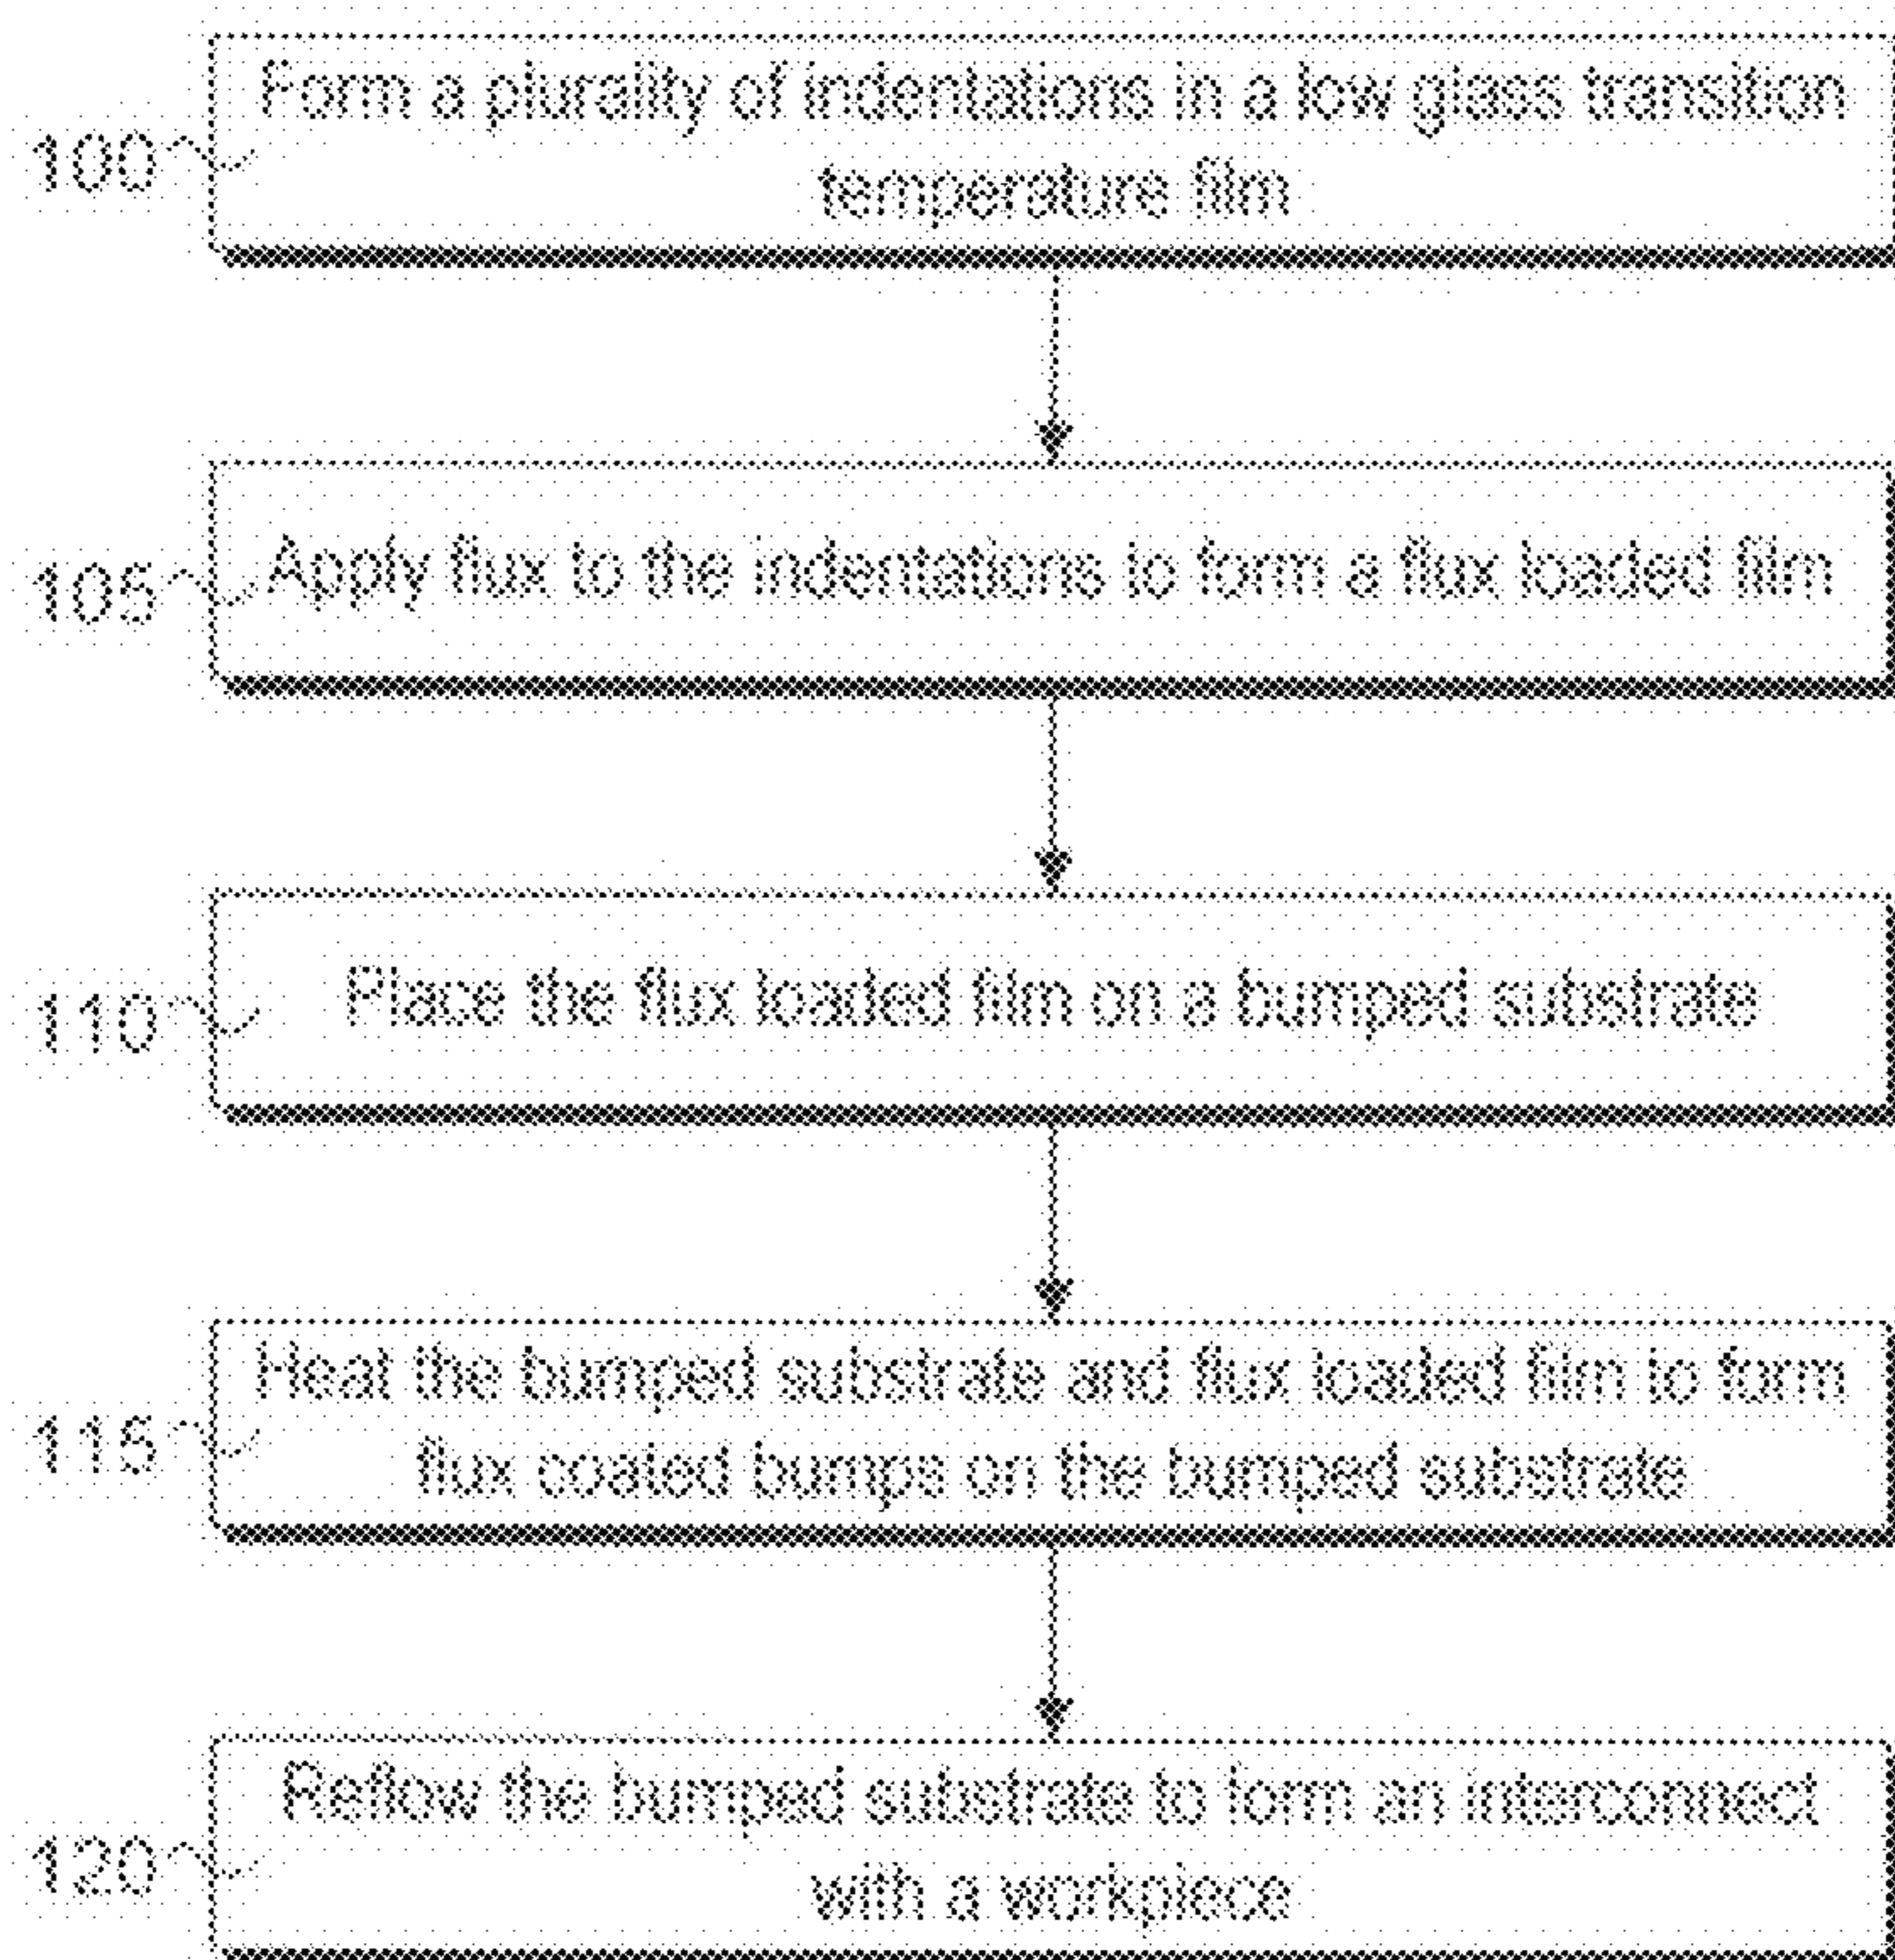 100
Form a plurality of indentations in a low glass transition
temperature film
105
Apply flux to the indentations to form a flux loaded film
110
Place the flux loaded film on a bumped substrate
115
Heat the bumped substrate and flux loaded film to form
flux coated bumps on the bumped substrate
120
Reflow the bumped substrate to form an interconnect
with a workpiece